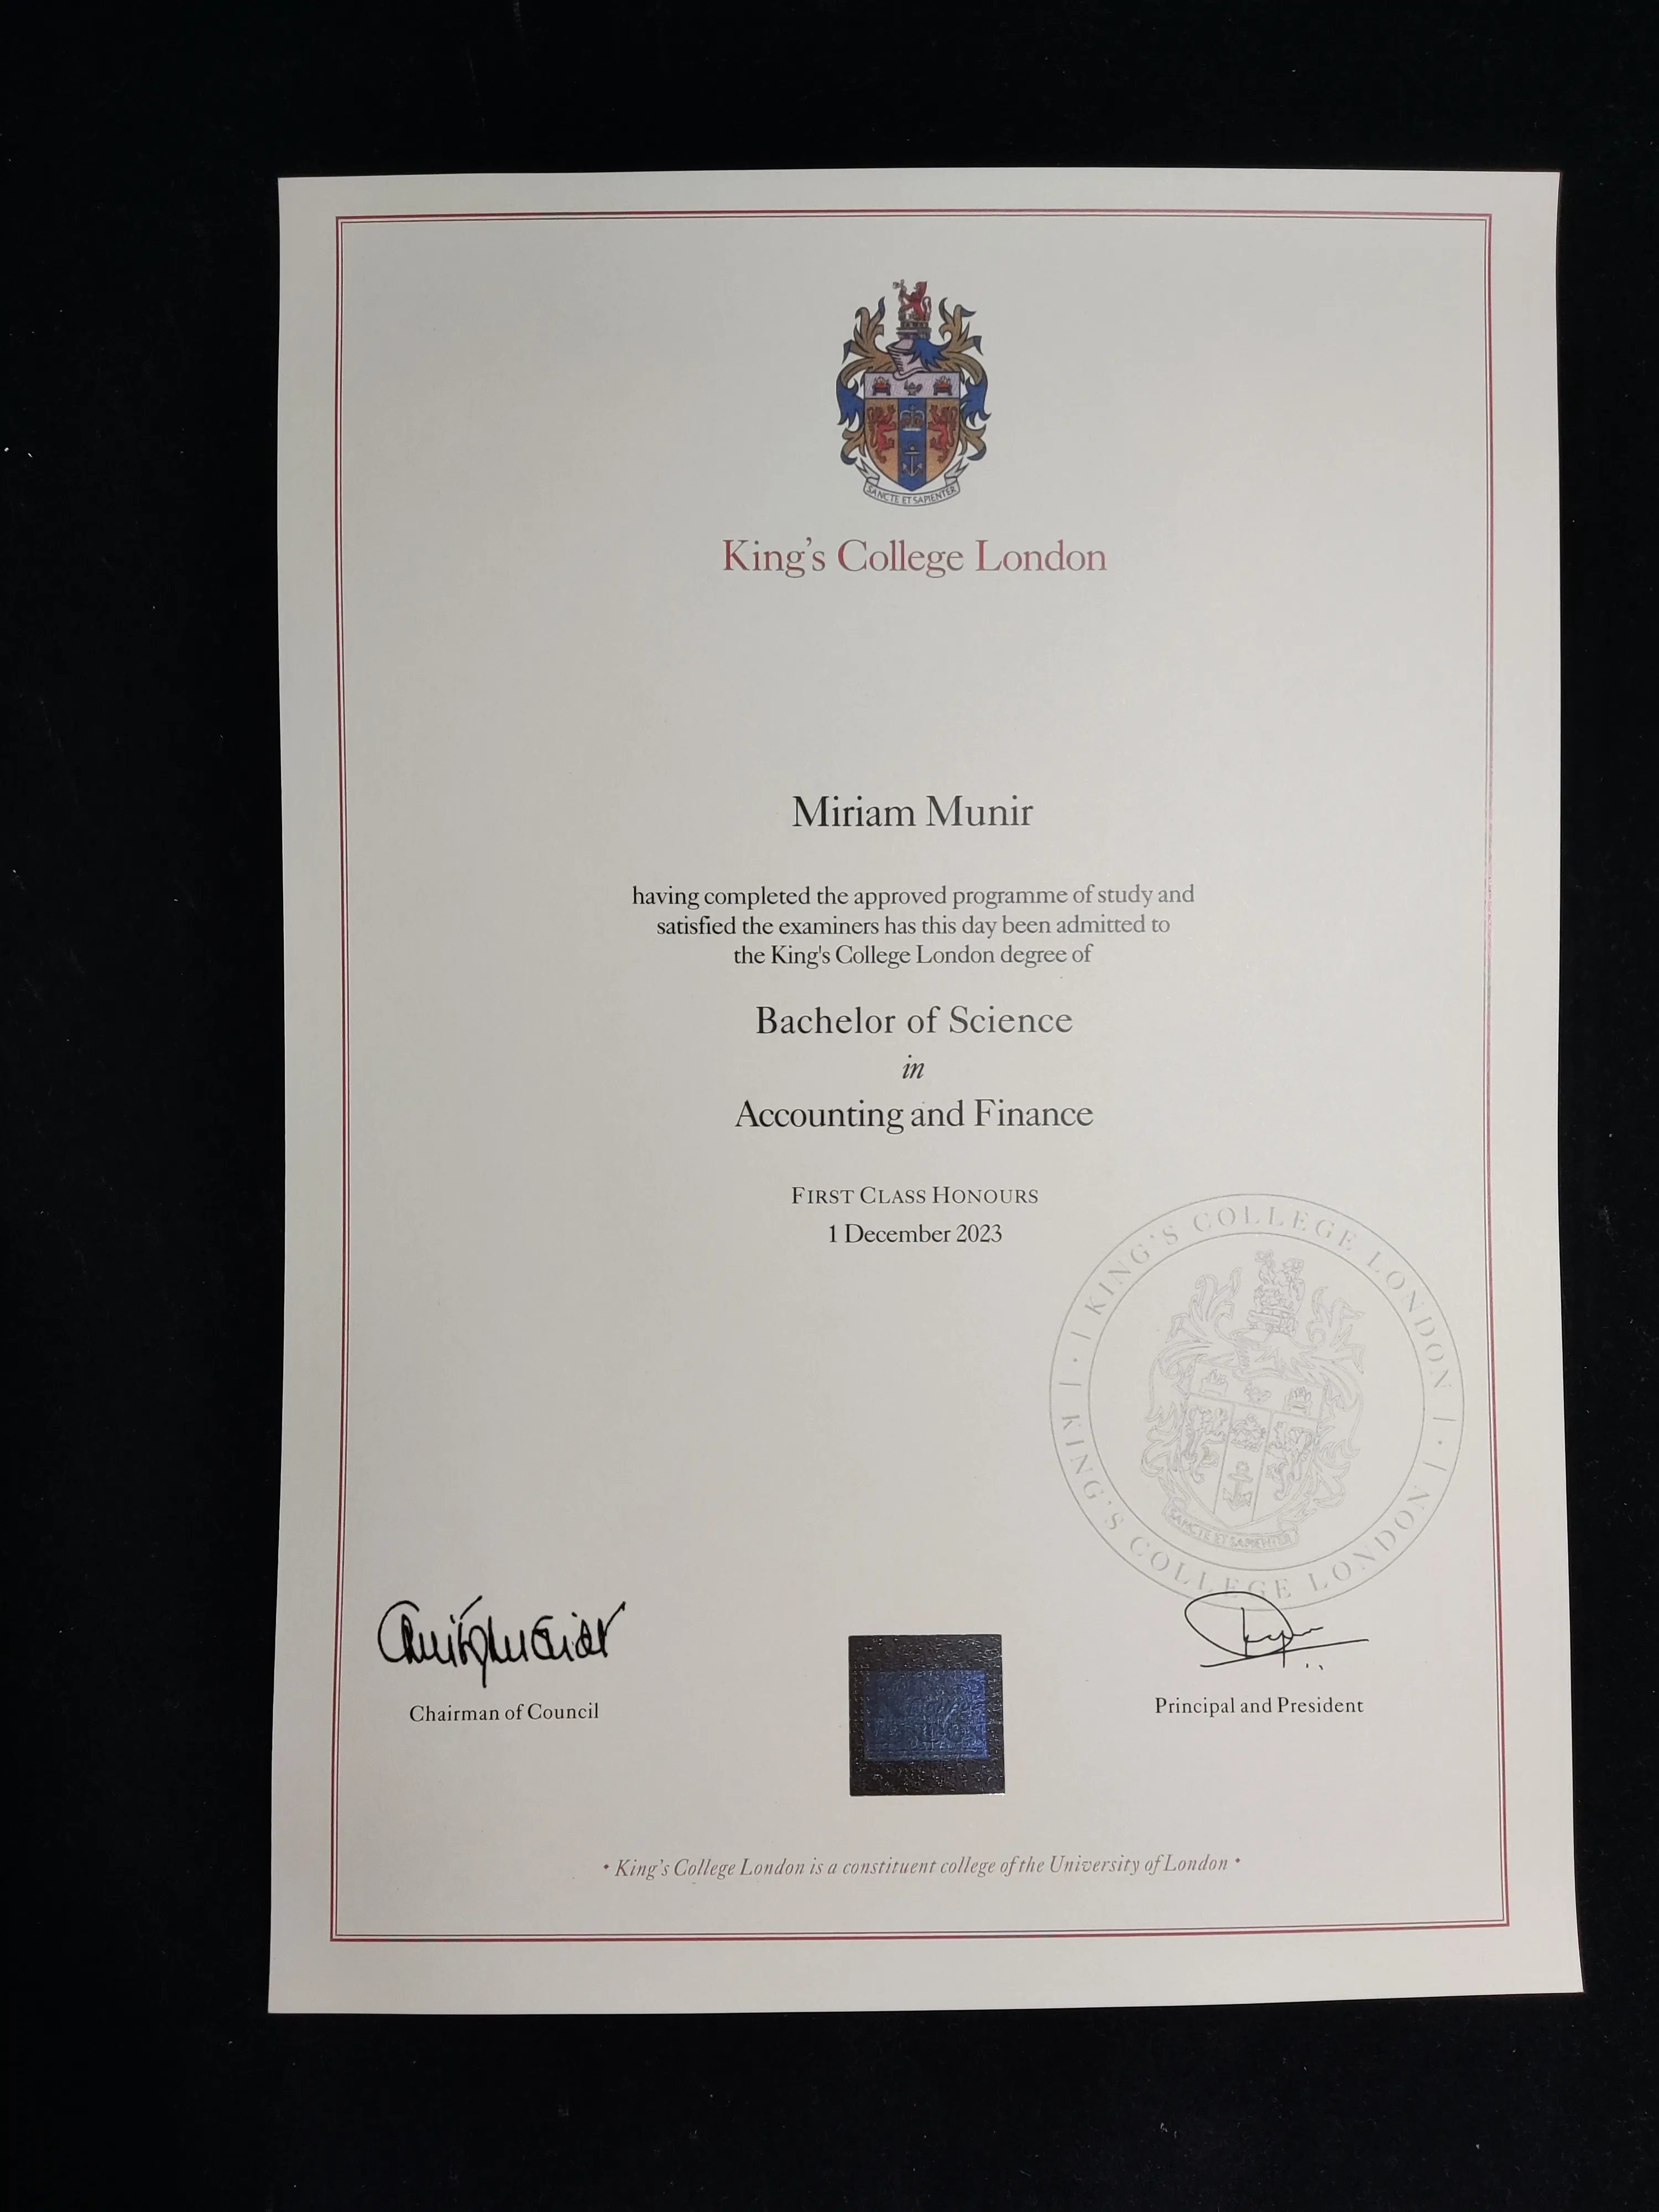 SANCTE ET SAPIENTER
King's College London
Miriam Munir
having completed the approved programme of study and
satisfied the examiners has this day been admitted to
the King's College London degree of
Bachelor of Science
in
Accounting and Finance
FIRST CLASS HONOURS
1 December 2023
| · | KING'S COLLEGE LONDON | · | KING'S COLLEGE LONDON
SANCTE ET SAPIENTER
Chairman of Council
Principal and President
• King's College London is a constituent college of the University of London •